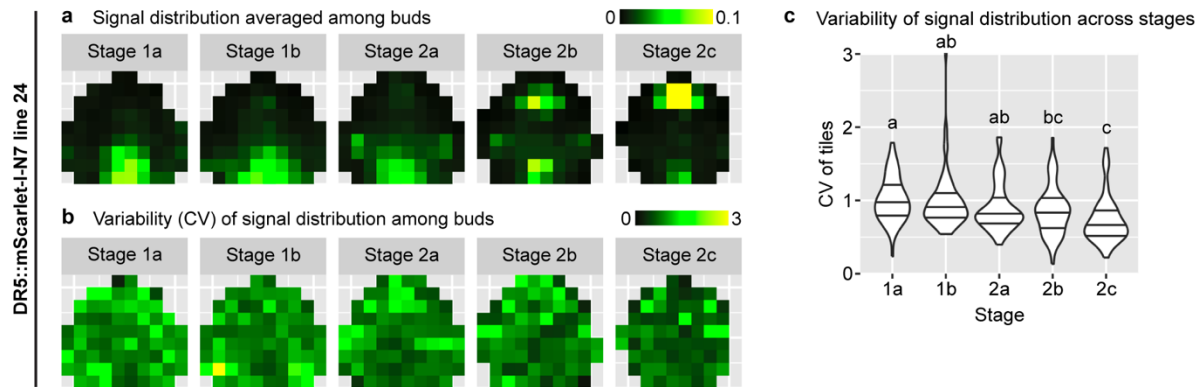 DR5::mScarlet-I-N7 line 24
a Signal distribution averaged among buds
0 0.1
Stage 1a Stage 1b Stage 2a Stage 2b Stage 2c
b Variability (CV) of signal distribution among buds
0 3
Stage 1a Stage 1b Stage 2a Stage 2b Stage 2c
c Variability of signal distribution across stages
CV of tiles
3
2
1
0
a ab ab bc c
1a 1b 2a 2b 2c
Stage